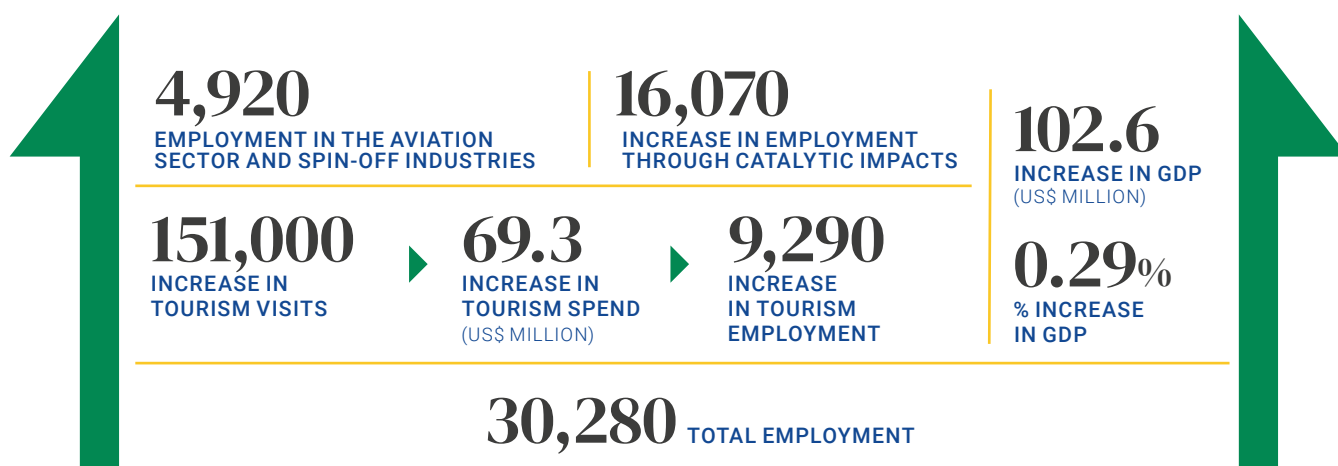 4,920
EMPLOYMENT IN THE AVIATION
SECTOR AND SPIN-OFF INDUSTRIES
16,070
INCREASE IN EMPLOYMENT
THROUGH CATALYTIC IMPACTS
102.6
INCREASE IN GDP
(US$ MILLION)
151,000
INCREASE IN
TOURISM VISITS
69.3
INCREASE IN
TOURISM SPEND
(US$ MILLION)
9,290
INCREASE
IN TOURISM
EMPLOYMENT
0.29%
% INCREASE
IN GDP
30,280 TOTAL EMPLOYMENT